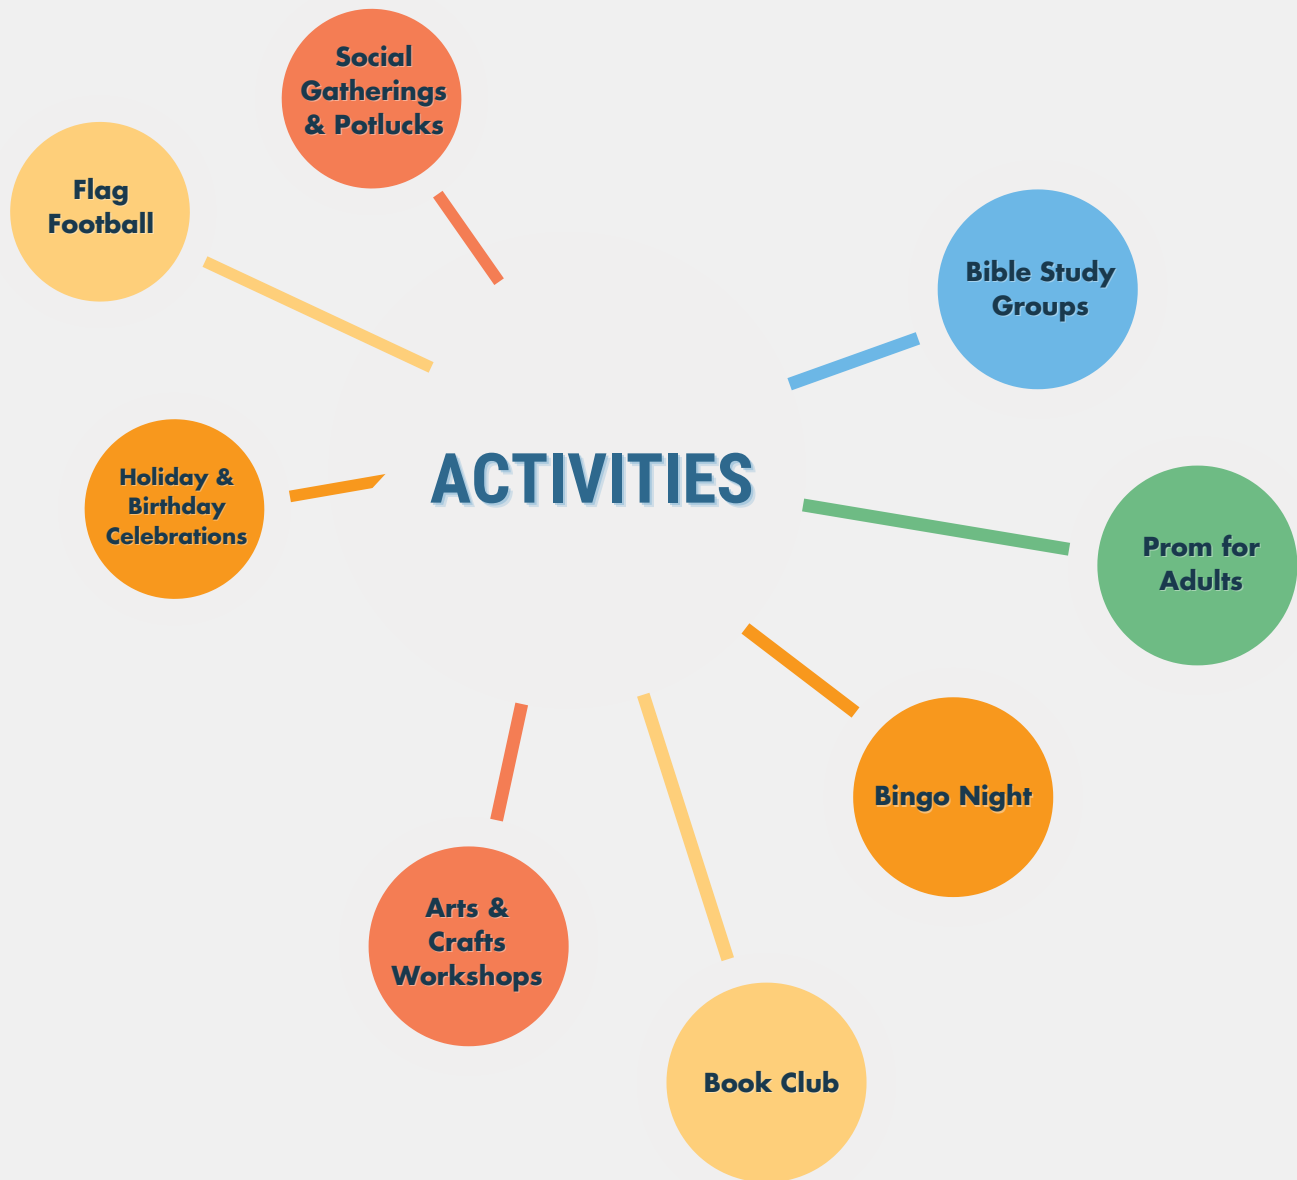 Social
Gatherings
& Potlucks
Flag
Football
Bible Study
Groups
Holiday &
Birthday
Celebrations
ACTIVITIES
Prom for
Adults
Bingo Night
Arts &
Crafts
Workshops
Book Club